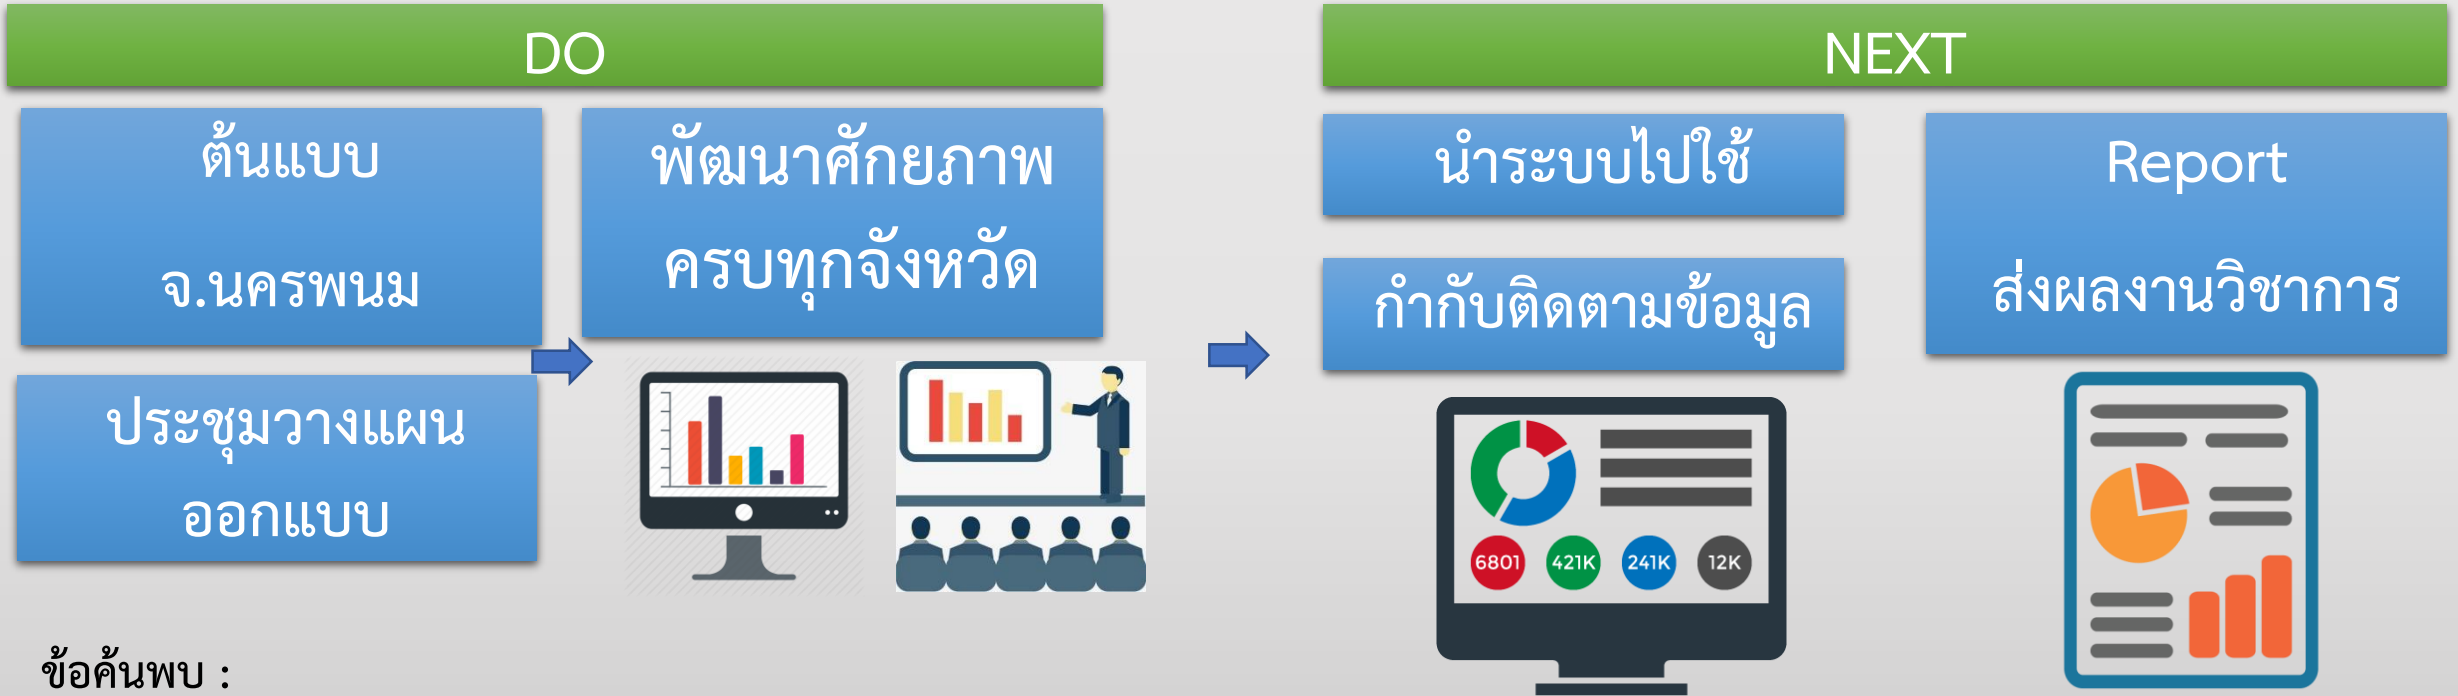 DO
ต้นแบบ
จ.นครพนม
ประชุมวางแผน
ออกแบบ
พัฒนาศักยภาพ
ครบทุกจังหวัด
NEXT
นำระบบไปใช้
กำกับติดตามข้อมูล
6801 421K 241K 12K
Report
ส่งผลงานวิชาการ
ข้อค้นพบ :